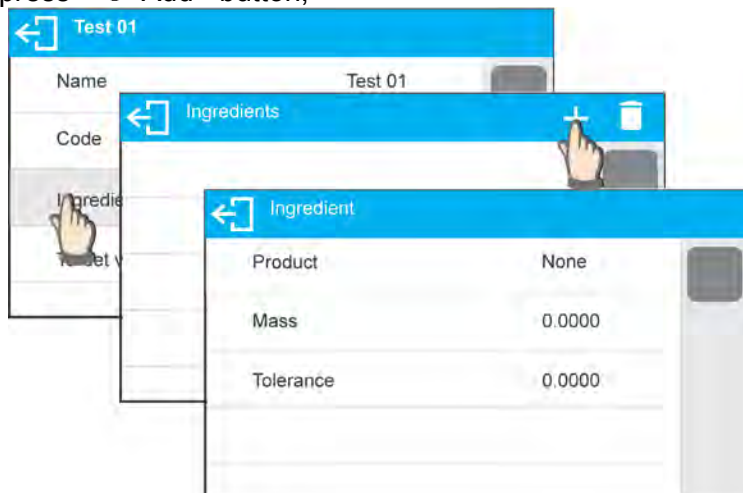 Test 01
Name Test 01
Code
Ingredients
Ingredient
Product None
Mass 0.0000
Tolerance 0.0000